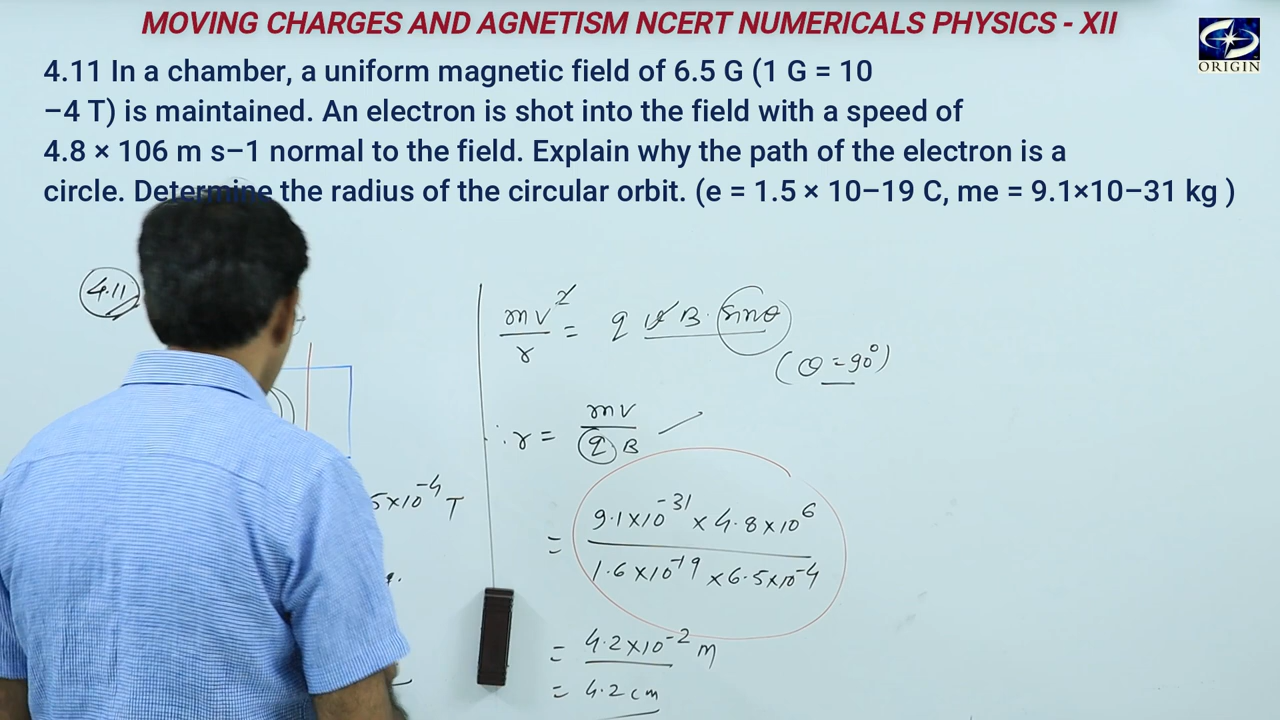 MOVING CHARGES AND AGNETISM NCERT NUMERICALS PHYSICS - XII
ORIGIN
4.11 In a chamber, a uniform magnetic field of 6.5 G (1 G = 10
–4 T) is maintained. An electron is shot into the field with a speed of
4.8 × 106 m s–1 normal to the field. Explain why the path of the electron is a
circle. Determine the radius of the circular orbit. (e = 1.5 × 10–19 C, me = 9.1×10–31 kg )
4.11
mv²
r
= q v B . sinθ
(θ = 90°)
∴ r =
mv
q B
5×10⁻⁴ T
=
9.1×10⁻³¹ × 4.8×10⁶
1.6×10⁻¹⁹ × 6.5×10⁻⁴
= 4.2×10⁻² m
= 4.2 cm